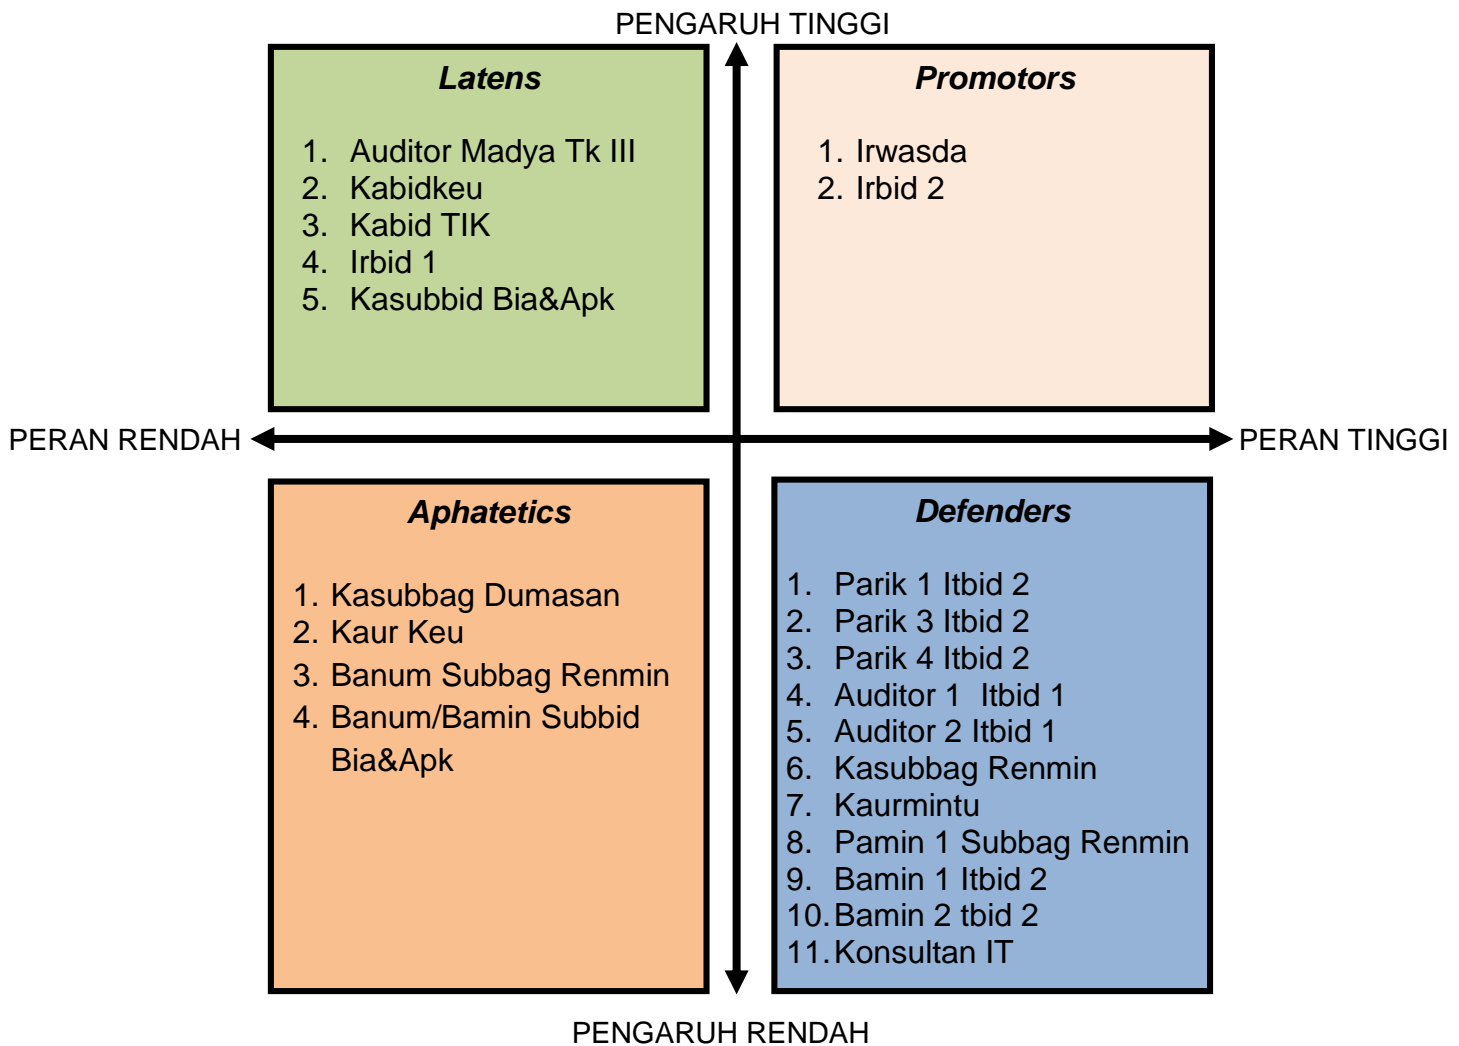 PENGARUH TINGGI
Latens
1. Auditor Madya Tk III
2. Kabidkeu
3. Kabid TIK
4. Irbid 1
5. Kasubbid Bia&Apk
Promotors
1. Irwasda
2. Irbid 2
PERAN RENDAH
PERAN TINGGI
Aphatetics
1. Kasubbag Dumasan
2. Kaur Keu
3. Banum Subbag Renmin
4. Banum/Bamin Subbid
Bia&Apk
Defenders
1. Parik 1 Itbid 2
2. Parik 3 Itbid 2
3. Parik 4 Itbid 2
4. Auditor 1 Itbid 1
5. Auditor 2 Itbid 1
6. Kasubbag Renmin
7. Kaurmintu
8. Pamin 1 Subbag Renmin
9. Bamin 1 Itbid 2
10. Bamin 2 tbid 2
11. Konsultan IT
PENGARUH RENDAH